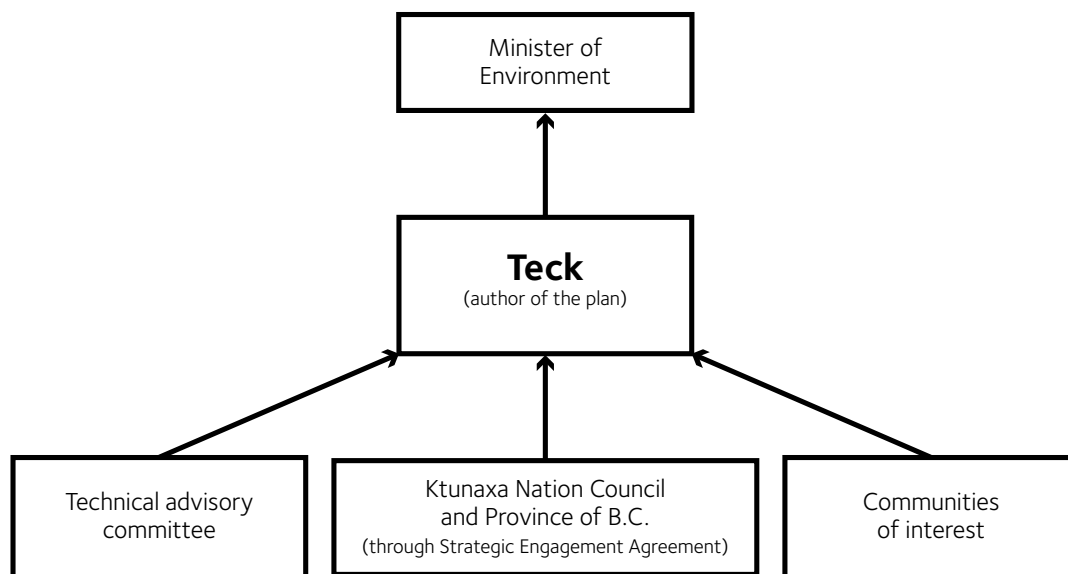 Minister of
Environment
Teck
(author of the plan)
Technical advisory
committee
Ktunaxa Nation Council
and Province of B.C.
(through Strategic Engagement Agreement)
Communities
of interest